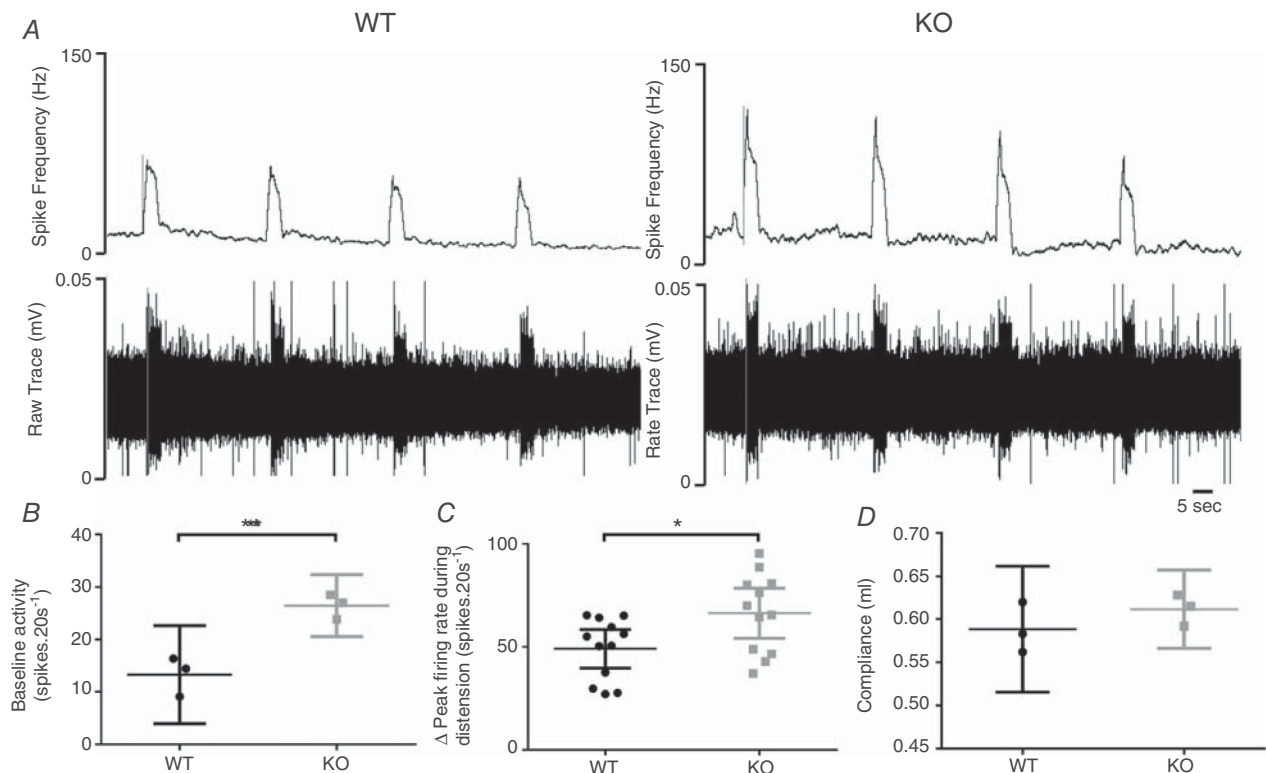 A
WT
KO
Spike Frequency (Hz)
150
0
Spike Frequency (Hz)
150
0
Raw Trace (mV)
0.05
0
Rate Trace (mV)
0.05
0
5 sec
B
Baseline activity
(spikes.20s-1)
40
30
20
10
0
***
WT
KO
C
Δ Peak firing rate during
distension (spikes.20s-1)
100
50
0
*
WT
KO
D
Compliance (ml)
0.70
0.65
0.60
0.55
0.50
0.45
WT
KO